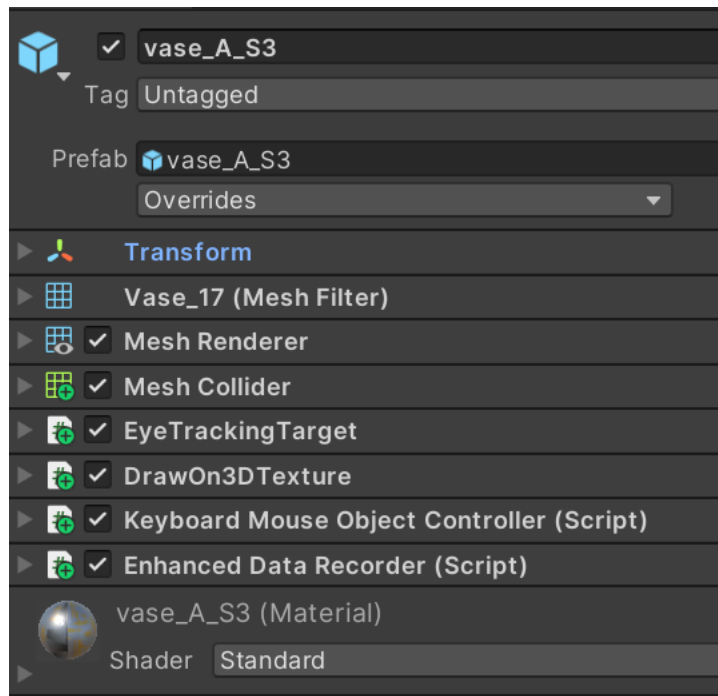 vase_A_S3
Tag Untagged
Prefab vase_A_S3
Overrides
Transform
Vase_17 (Mesh Filter)
Mesh Renderer
Mesh Collider
EyeTrackingTarget
DrawOn3DTexture
Keyboard Mouse Object Controller (Script)
Enhanced Data Recorder (Script)
vase_A_S3 (Material)
Shader Standard